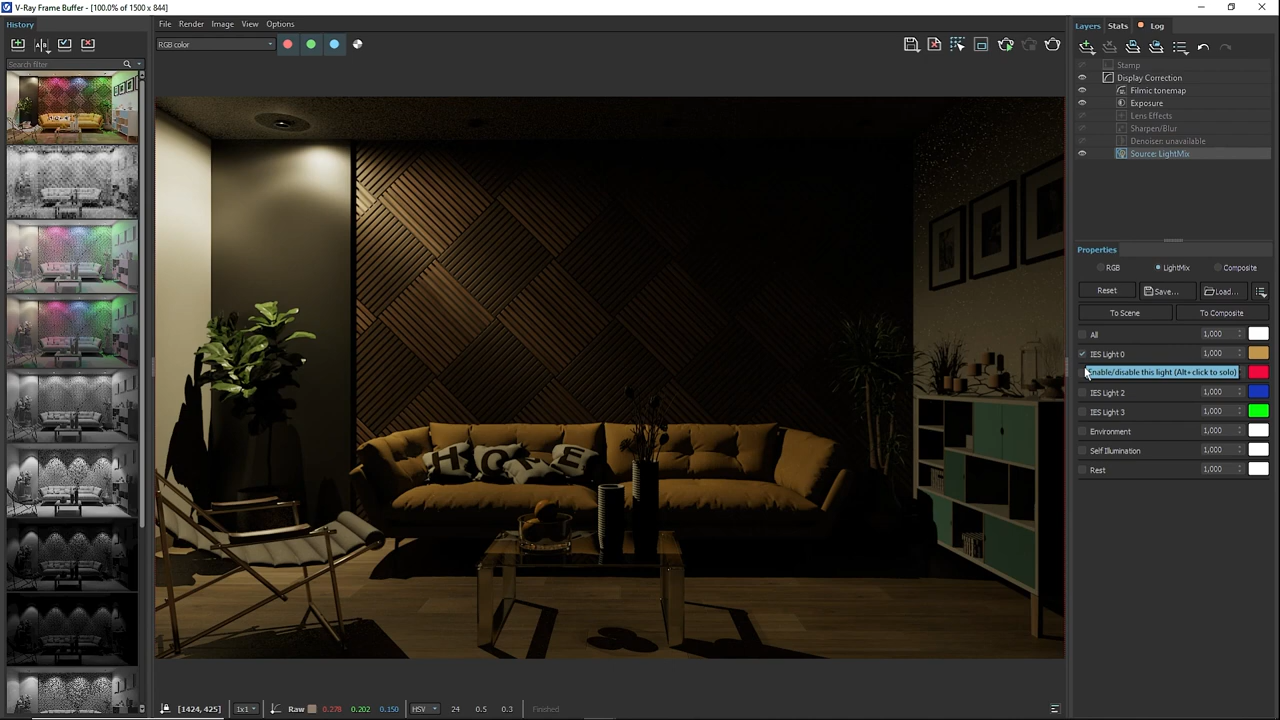 V-Ray Frame Buffer - [100.0% of 1500 x 844]
History
File Render Image View Options
Layers Stats Log
RGB color
Search filter
Stamp
Display Correction
Filmic tonemap
Exposure
Lens Effects
Sharpen/Blur
Denoiser: unavailable
Source: LightMix
Properties
RGB LightMix Composite
Reset Save... Load...
To Scene To Composite
All 1,000
IES Light 0 1,000
Enable/disable this light (Alt+click to solo)
IES Light 2 1,000
IES Light 3 1,000
Environment 1,000
Self Illumination 1,000
Rest 1,000
HOME
[1424, 425] 1x1 Raw 0.278 0.202 0.150 HSV 24 0.5 0.3 Finished